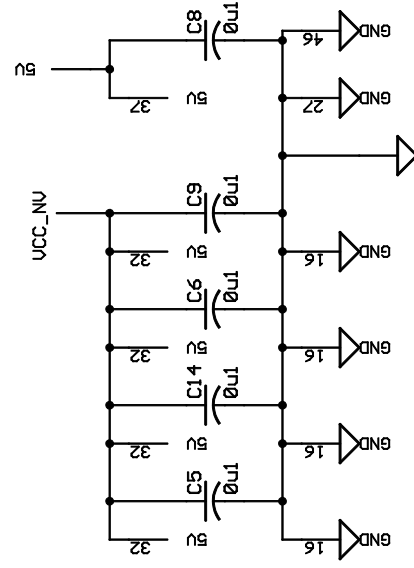 C8
0u1
46
GND
5V
37
5V
27
GND
VCC_NV
C9
0u1
32
5V
16
GND
C6
0u1
32
5V
16
GND
C14
0u1
32
5V
16
GND
C5
0u1
32
5V
16
GND